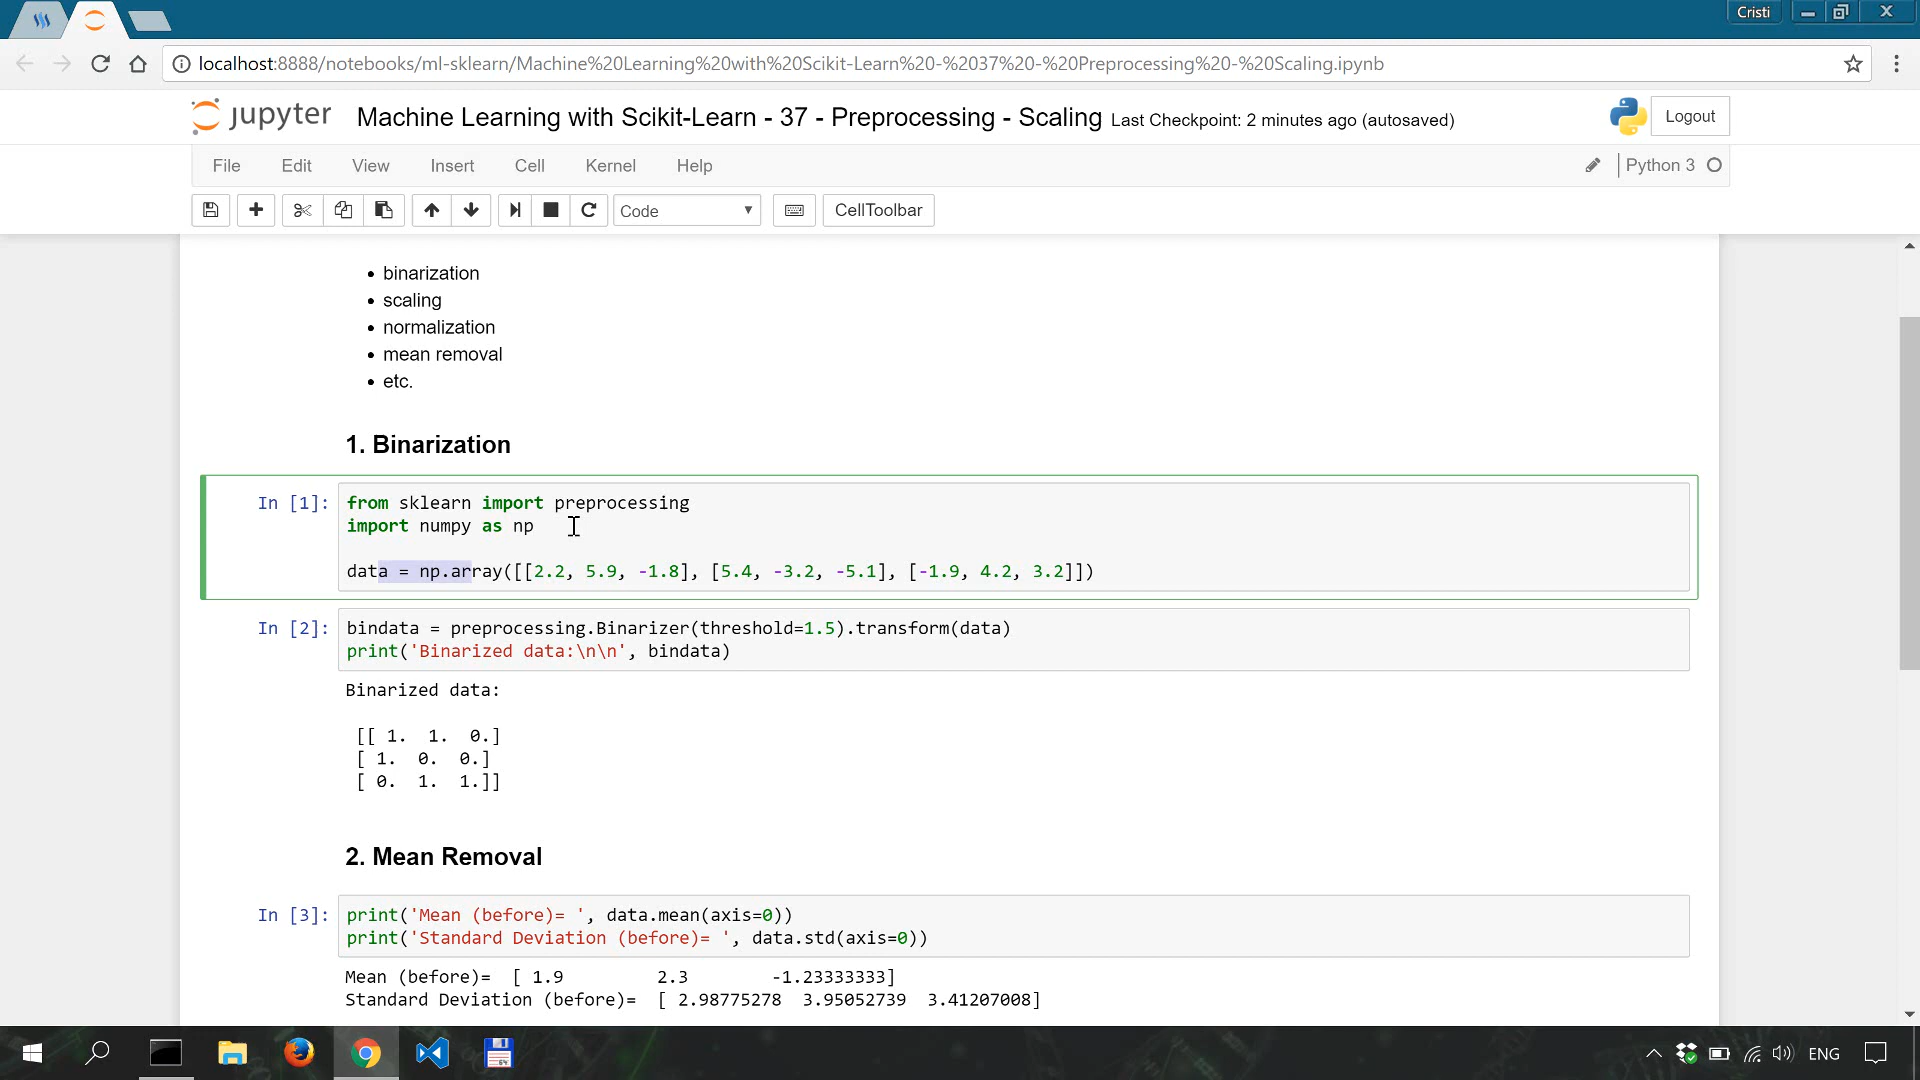 Cristi
localhost:8888/notebooks/ml-sklearn/Machine%20Learning%20with%20Scikit-Learn%20-%2037%20-%20Preprocessing%20-%20Scaling.ipynb
jupyter Machine Learning with Scikit-Learn - 37 - Preprocessing - Scaling Last Checkpoint: 2 minutes ago (autosaved) Logout
File Edit View Insert Cell Kernel Help Python 3
Code CellToolbar
• binarization
• scaling
• normalization
• mean removal
• etc.
1. Binarization
In [1]: from sklearn import preprocessing
import numpy as np
data = np.array([[2.2, 5.9, -1.8], [5.4, -3.2, -5.1], [-1.9, 4.2, 3.2]])
In [2]: bindata = preprocessing.Binarizer(threshold=1.5).transform(data)
print('Binarized data:\n\n', bindata)
Binarized data:
[[ 1.  1.  0.]
[ 1.  0.  0.]
[ 0.  1.  1.]]
2. Mean Removal
In [3]: print('Mean (before)= ', data.mean(axis=0))
print('Standard Deviation (before)= ', data.std(axis=0))
Mean (before)=  [ 1.9         2.3        -1.23333333]
Standard Deviation (before)=  [ 2.98775278  3.95052739  3.41207008]
64
ENG